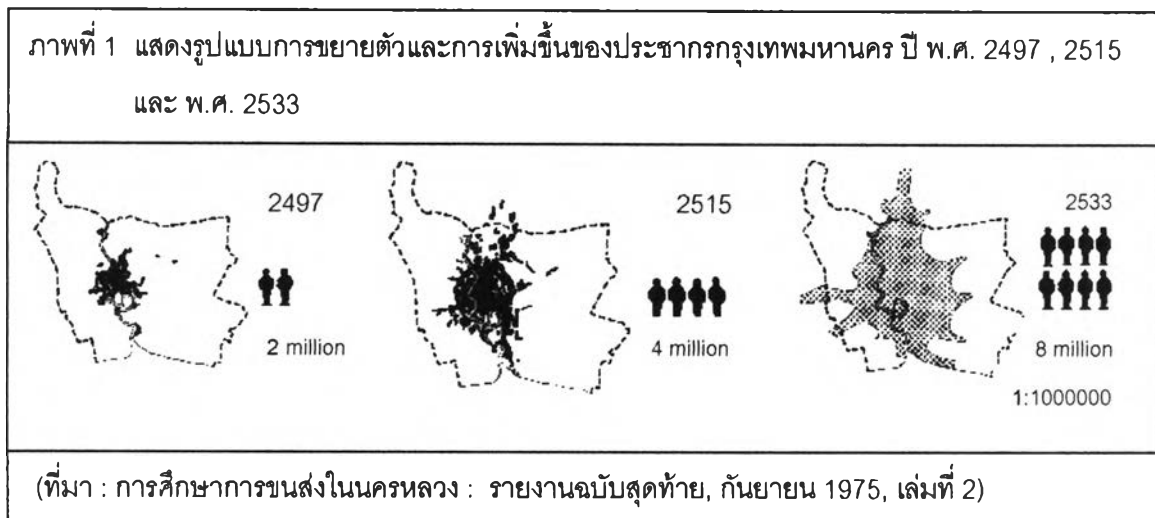 ภาพที่ 1 แสดงรูปแบบการขยายตัวและการเพิ่มขึ้นของประชากรกรุงเทพมหานคร ปี พ.ศ. 2497 , 2515
และ พ.ศ. 2533
2497
2 million
2515
4 million
2533
8 million
1:1000000
(ที่มา : การศึกษาการขนส่งในนครหลวง : รายงานฉบับสุดท้าย, กันยายน 1975, เล่มที่ 2)